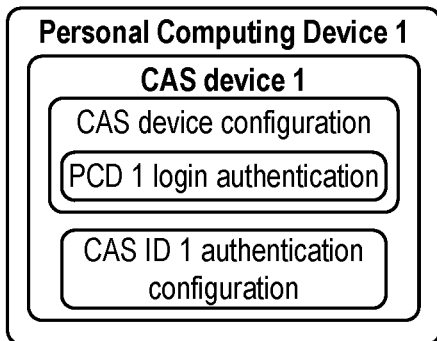 Personal Computing Device 1
CAS device 1
CAS device configuration
PCD 1 login authentication
CAS ID 1 authentication
configuration